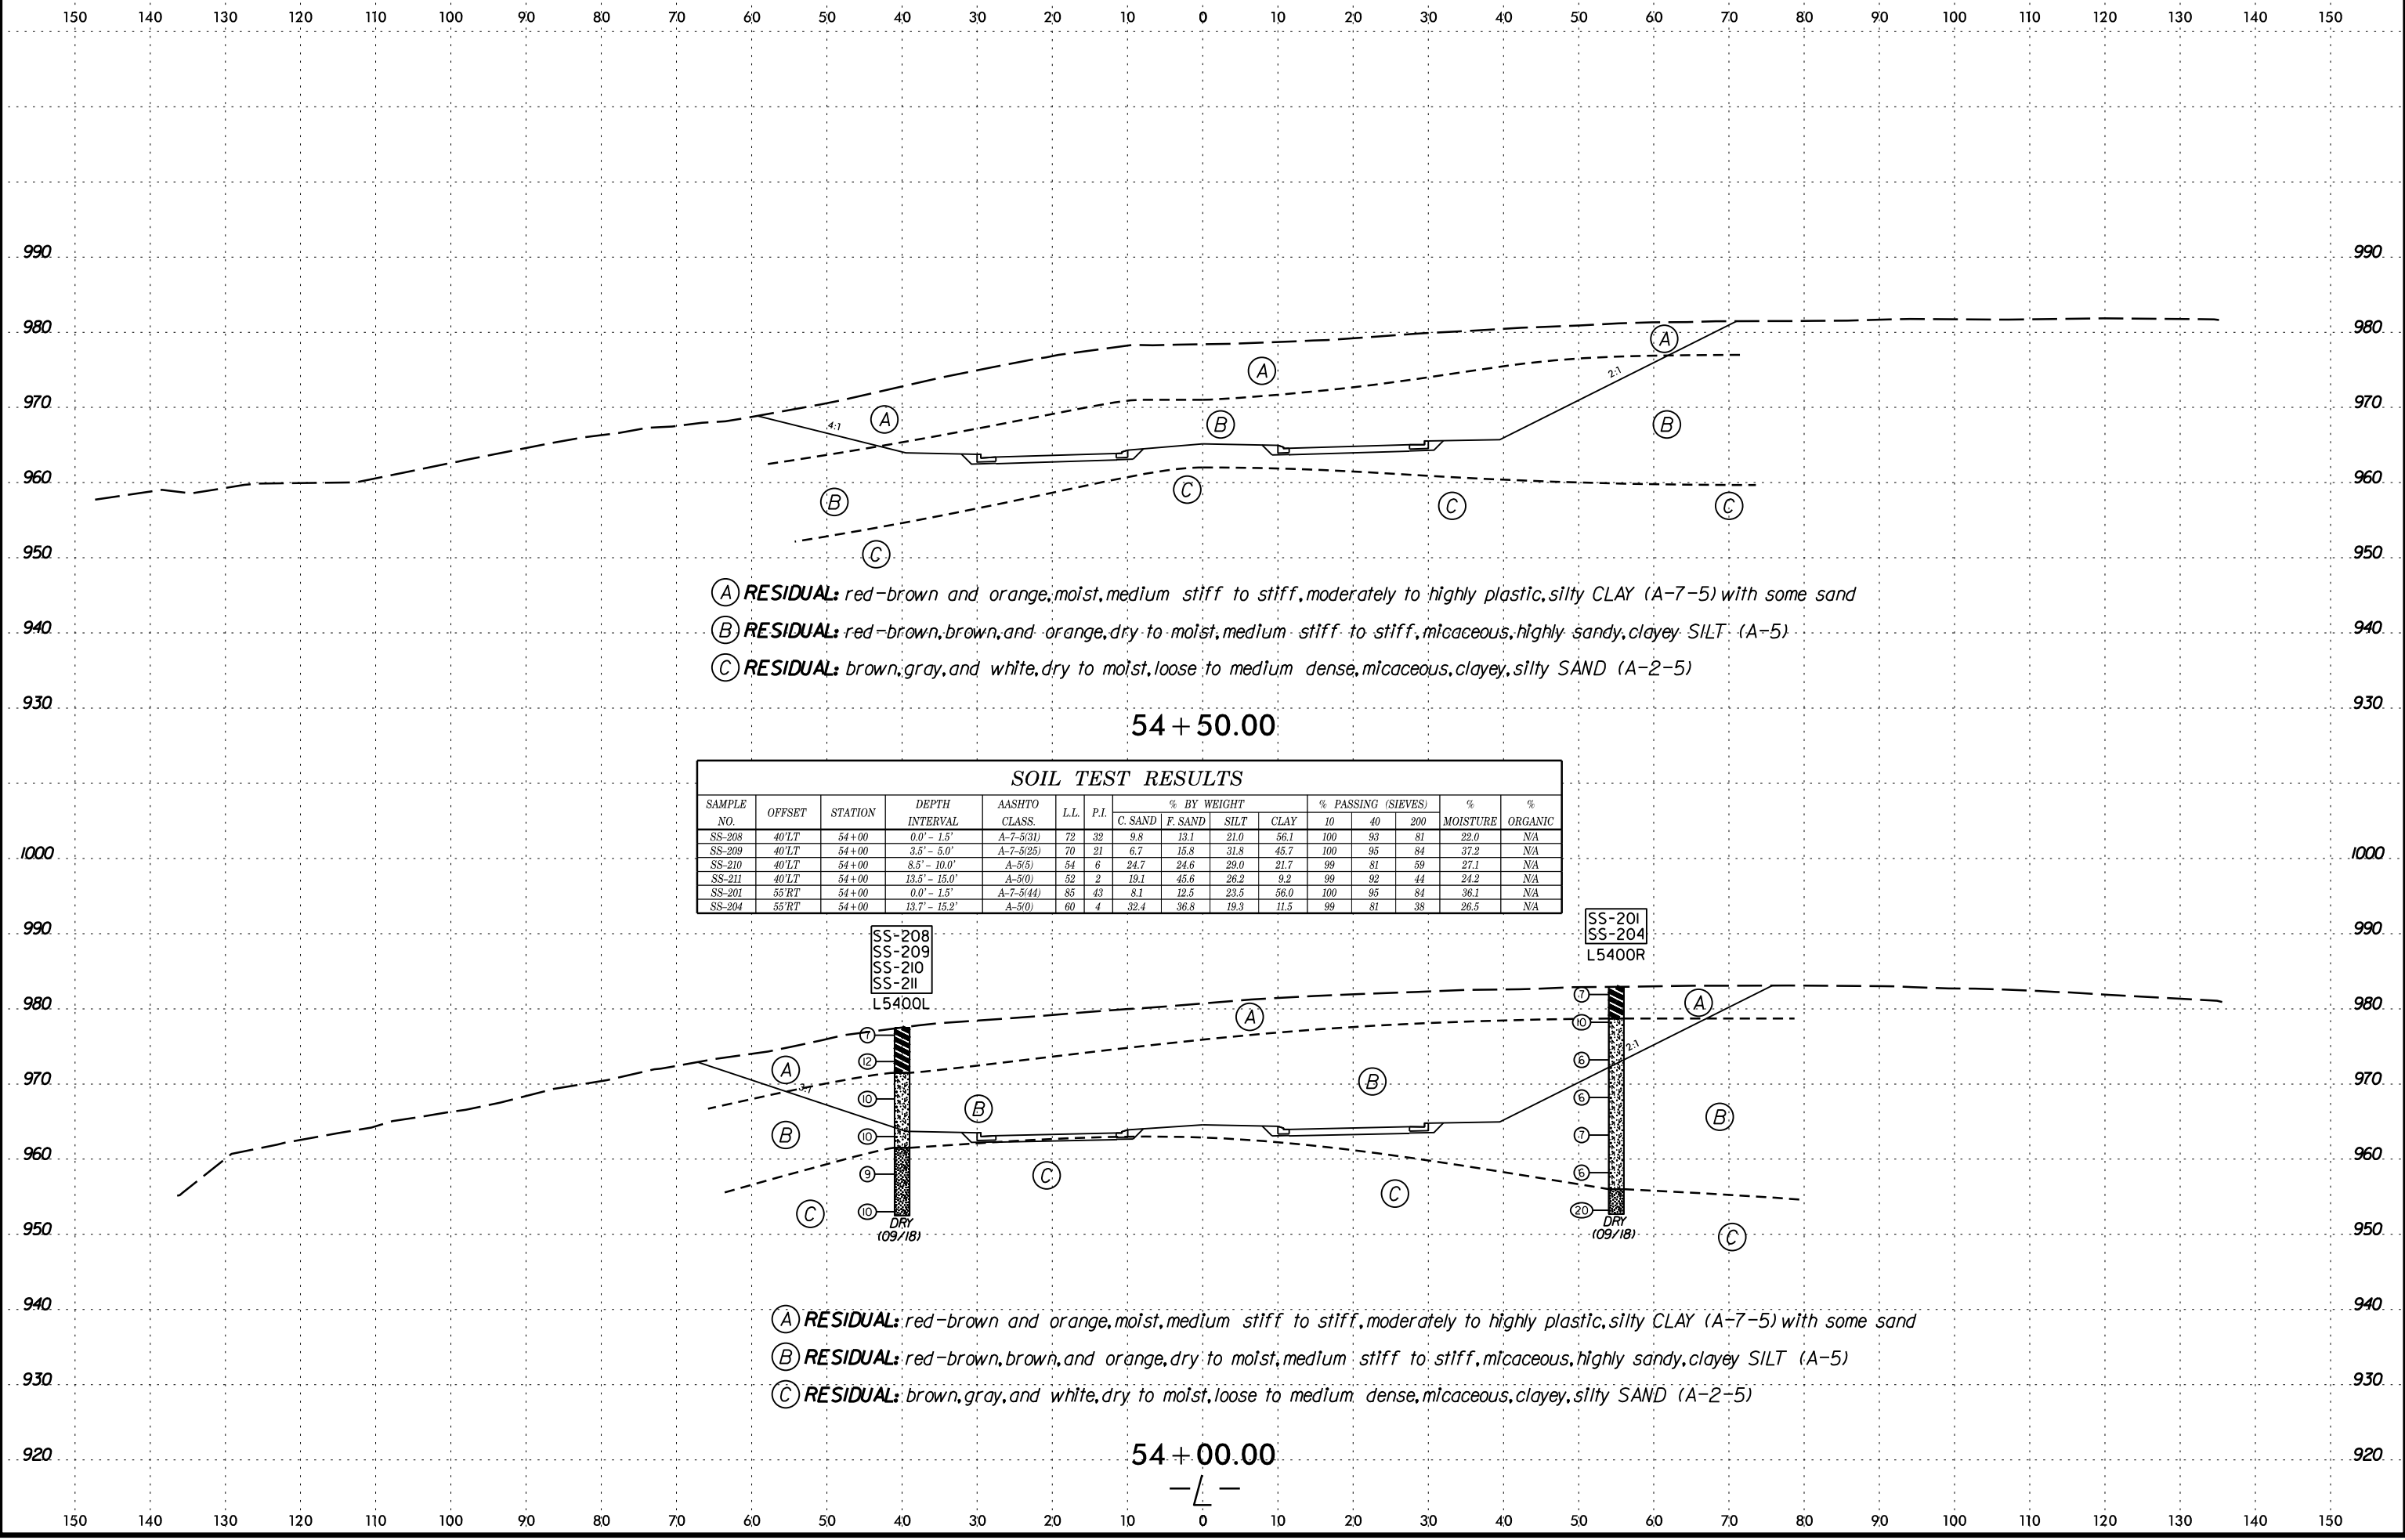 150 140 130 120 110 100 90 80 70 60 50 40 30 20 10 0 10 20 30 40 50 60 70 80 90 100 110 120 130 140 150
990 990
980 980
A
2:1
A
970 970
A
4:1
B
B
960 960
C
B
C
C
950 950
C
A RESIDUAL: red-brown and orange, moist, medium stiff to stiff, moderately to highly plastic, silty CLAY (A-7-5) with some sand
940 940
B RESIDUAL: red-brown, brown, and orange, dry to moist, medium stiff to stiff, micaceous, highly sandy, clayey SILT (A-5)
C RESIDUAL: brown, gray, and white, dry to moist, loose to medium dense, micaceous, clayey, silty SAND (A-2-5)
930 930
54+50.00
SOIL TEST RESULTS
SAMPLE NO. OFFSET STATION DEPTH INTERVAL AASHTO CLASS. L.L. P.I. % BY WEIGHT % PASSING (SIEVES) % MOISTURE % ORGANIC
C. SAND F. SAND SILT CLAY 10 40 200
SS-208 40'LT 54+00 0.0' - 1.5' A-7-5(31) 72 32 9.8 13.1 21.0 56.1 100 93 81 22.0 N/A
SS-209 40'LT 54+00 3.5' - 5.0' A-7-5(25) 70 21 6.7 15.8 31.8 45.7 100 95 84 37.2 N/A
SS-210 40'LT 54+00 8.5' - 10.0' A-5(5) 54 6 24.7 24.6 29.0 21.7 99 81 59 27.1 N/A
SS-211 40'LT 54+00 13.5' - 15.0' A-5(0) 52 2 19.1 45.6 26.2 9.2 99 92 44 24.2 N/A
SS-201 55'RT 54+00 0.0' - 1.5' A-7-5(44) 85 43 8.1 12.5 23.5 56.0 100 95 84 36.1 N/A
SS-204 55'RT 54+00 13.7' - 15.2' A-5(0) 60 4 32.4 36.8 19.3 11.5 99 81 38 26.5 N/A
1000 1000
990 990
SS-208
SS-209
SS-210
SS-211
L5400L
SS-201
SS-204
L5400R
980 980
7
A
A
7
10
12
A
6
2:1
970 970
3:1
10
B
B
6
B
10
B
7
960 960
9
C
6
C
C
10
20
DRY
(09/18)
DRY
(09/18)
950 950
C
940 940
A RESIDUAL: red-brown and orange, moist, medium stiff to stiff, moderately to highly plastic, silty CLAY (A-7-5) with some sand
B RESIDUAL: red-brown, brown, and orange, dry to moist, medium stiff to stiff, micaceous, highly sandy, clayey SILT (A-5)
930 930
C RESIDUAL: brown, gray, and white, dry to moist, loose to medium dense, micaceous, clayey, silty SAND (A-2-5)
920 920
54+00.00
-L-
150 140 130 120 110 100 90 80 70 60 50 40 30 20 10 0 10 20 30 40 50 60 70 80 90 100 110 120 130 140 150